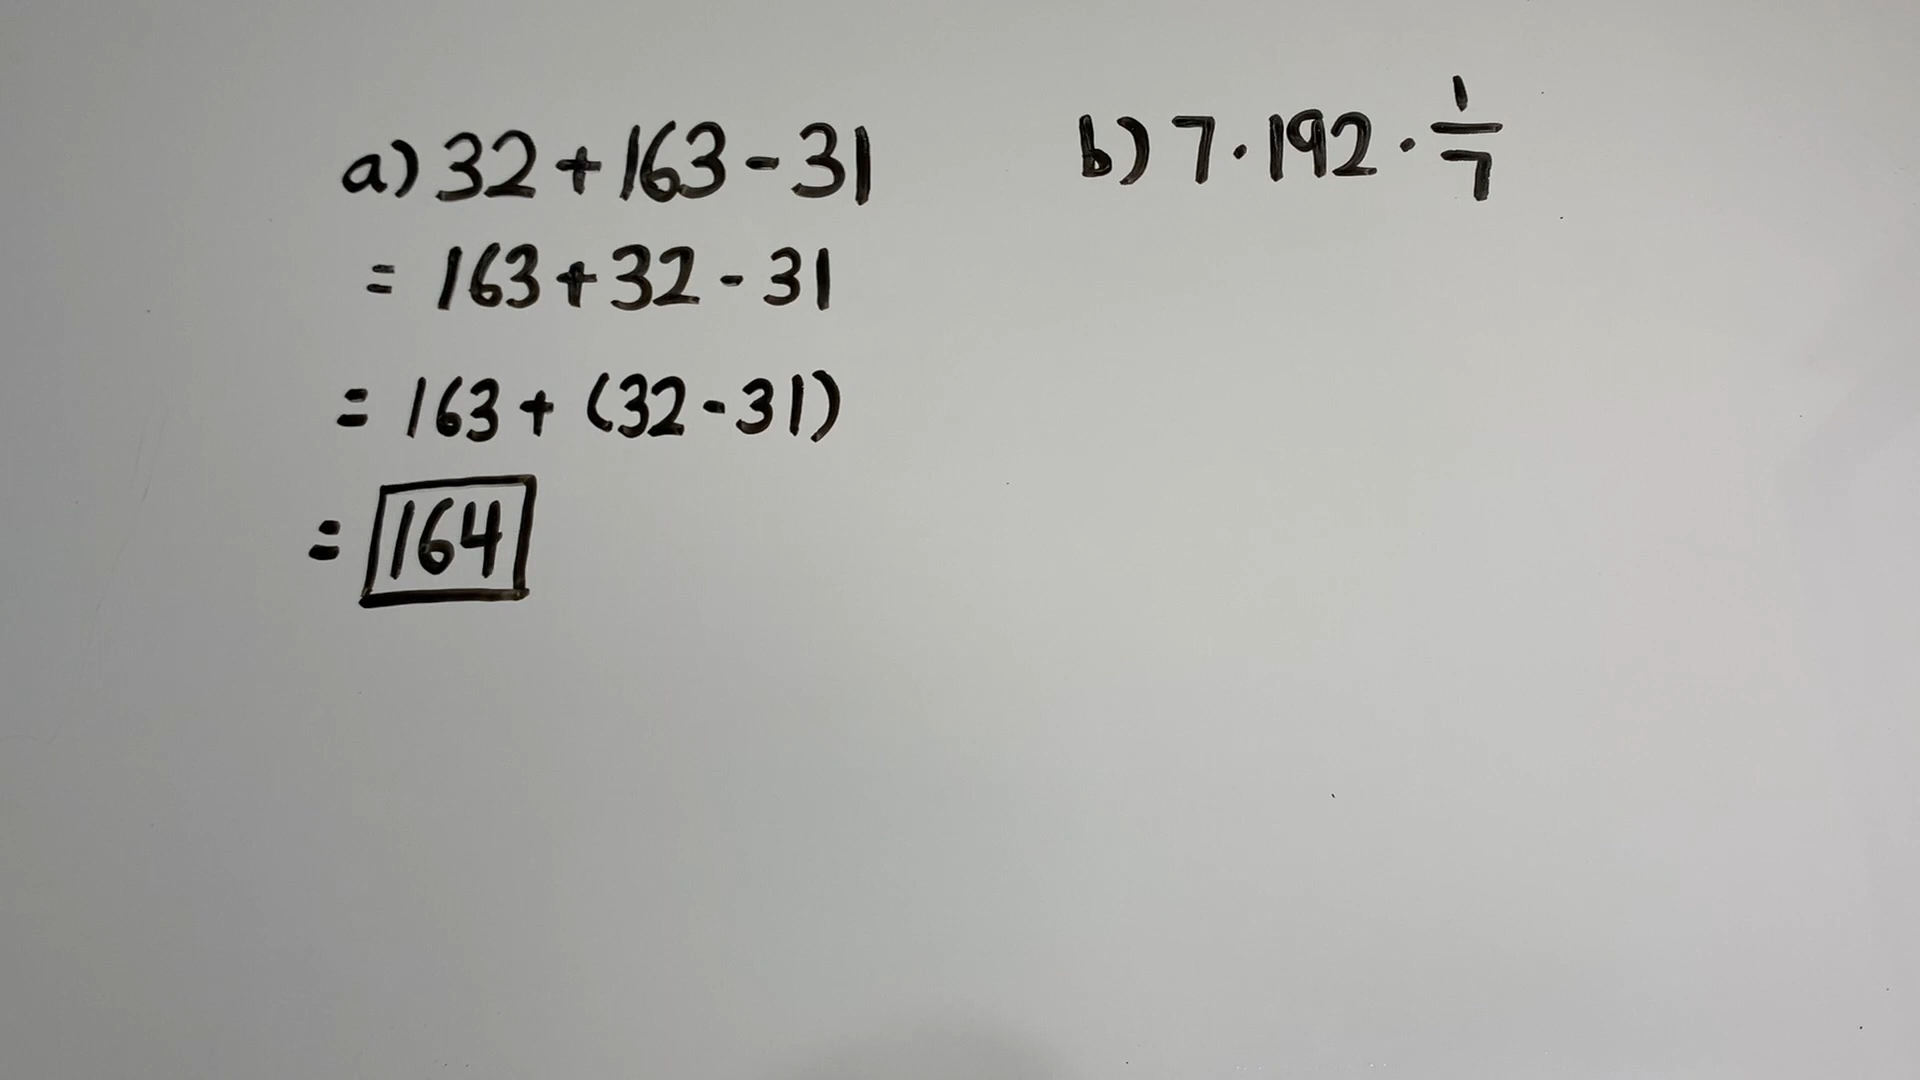 a) 32 + 163 - 31
= 163 + 32 - 31
= 163 + (32 - 31)
= 164
b) 7 · 192 · 1/7